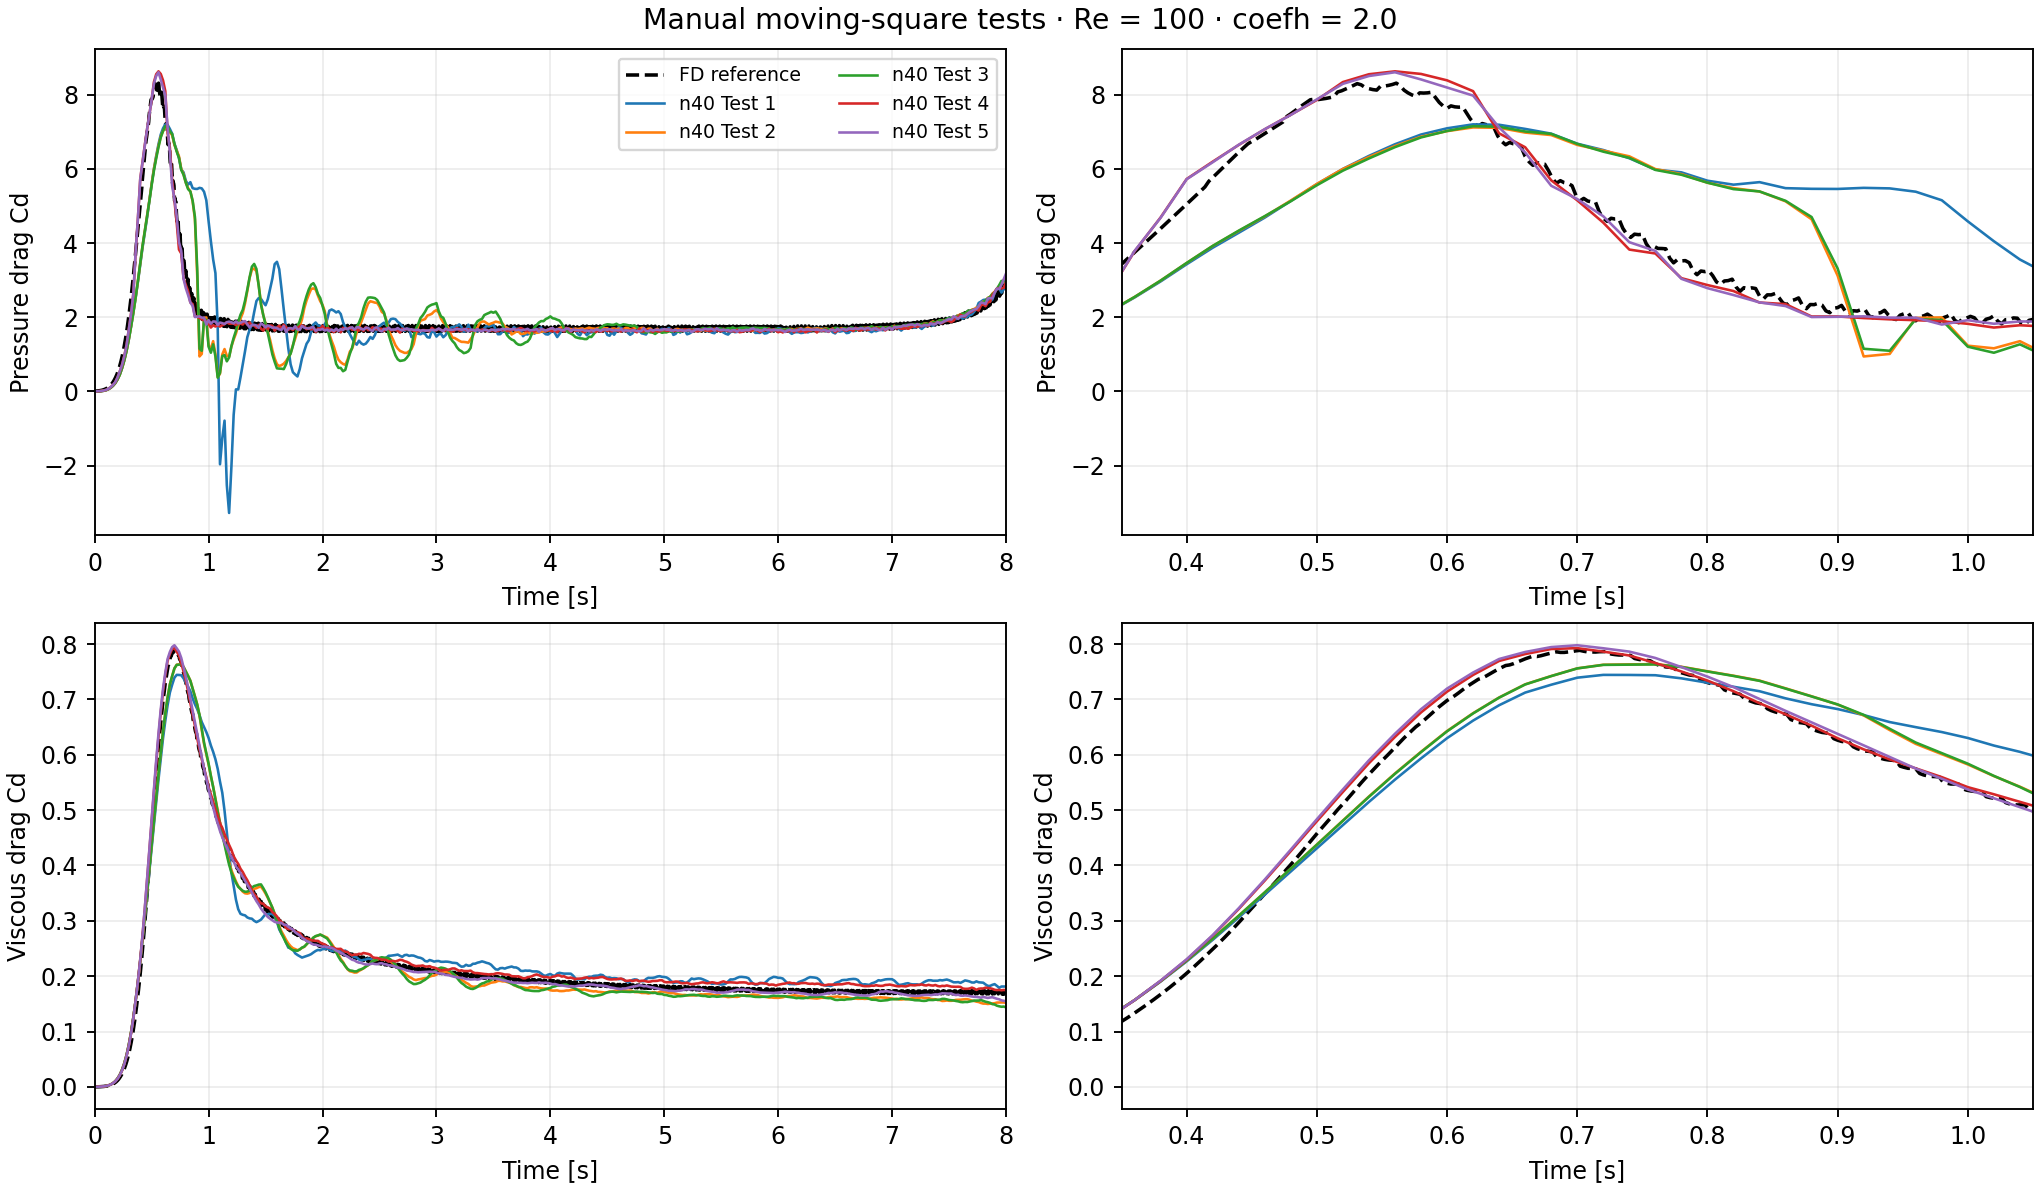 Manual moving-square tests · Re = 100 · coefh = 2.0
Pressure drag Cd
8
6
4
2
0
−2
FD reference
n40 Test 1
n40 Test 2
n40 Test 3
n40 Test 4
n40 Test 5
0 1 2 3 4 5 6 7 8
Time [s]
Pressure drag Cd
8
6
4
2
0
−2
0.4 0.5 0.6 0.7 0.8 0.9 1.0
Time [s]
Viscous drag Cd
0.8
0.7
0.6
0.5
0.4
0.3
0.2
0.1
0.0
0 1 2 3 4 5 6 7 8
Time [s]
Viscous drag Cd
0.8
0.7
0.6
0.5
0.4
0.3
0.2
0.1
0.0
0.4 0.5 0.6 0.7 0.8 0.9 1.0
Time [s]